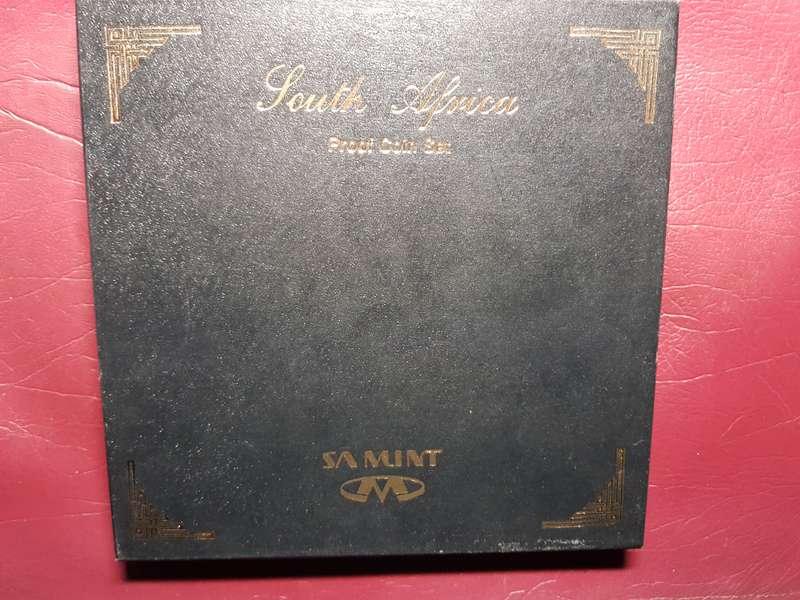 South Africa
Proof Coin Set
SA MINT
M